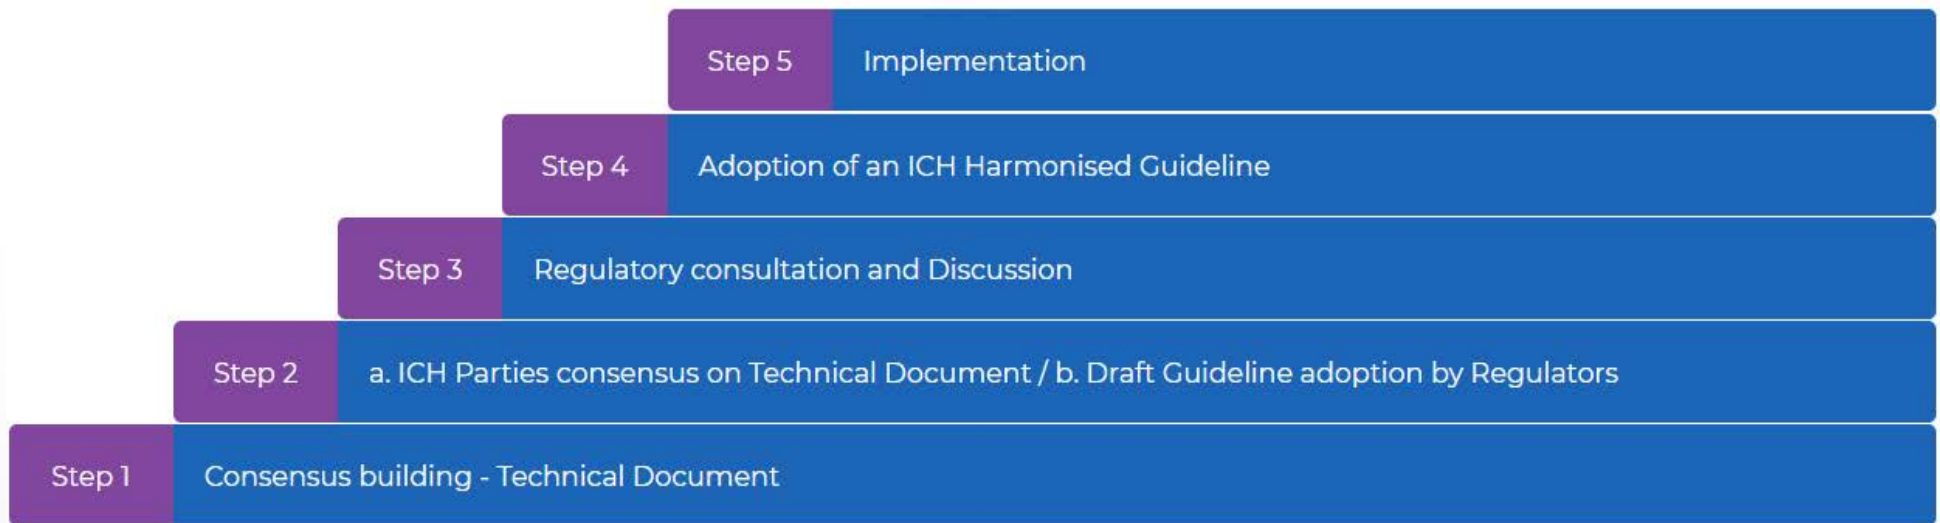 Step 5 Implementation
Step 4 Adoption of an ICH Harmonised Guideline
Step 3 Regulatory consultation and Discussion
Step 2 a. ICH Parties consensus on Technical Document / b. Draft Guideline adoption by Regulators
Step 1 Consensus building - Technical Document